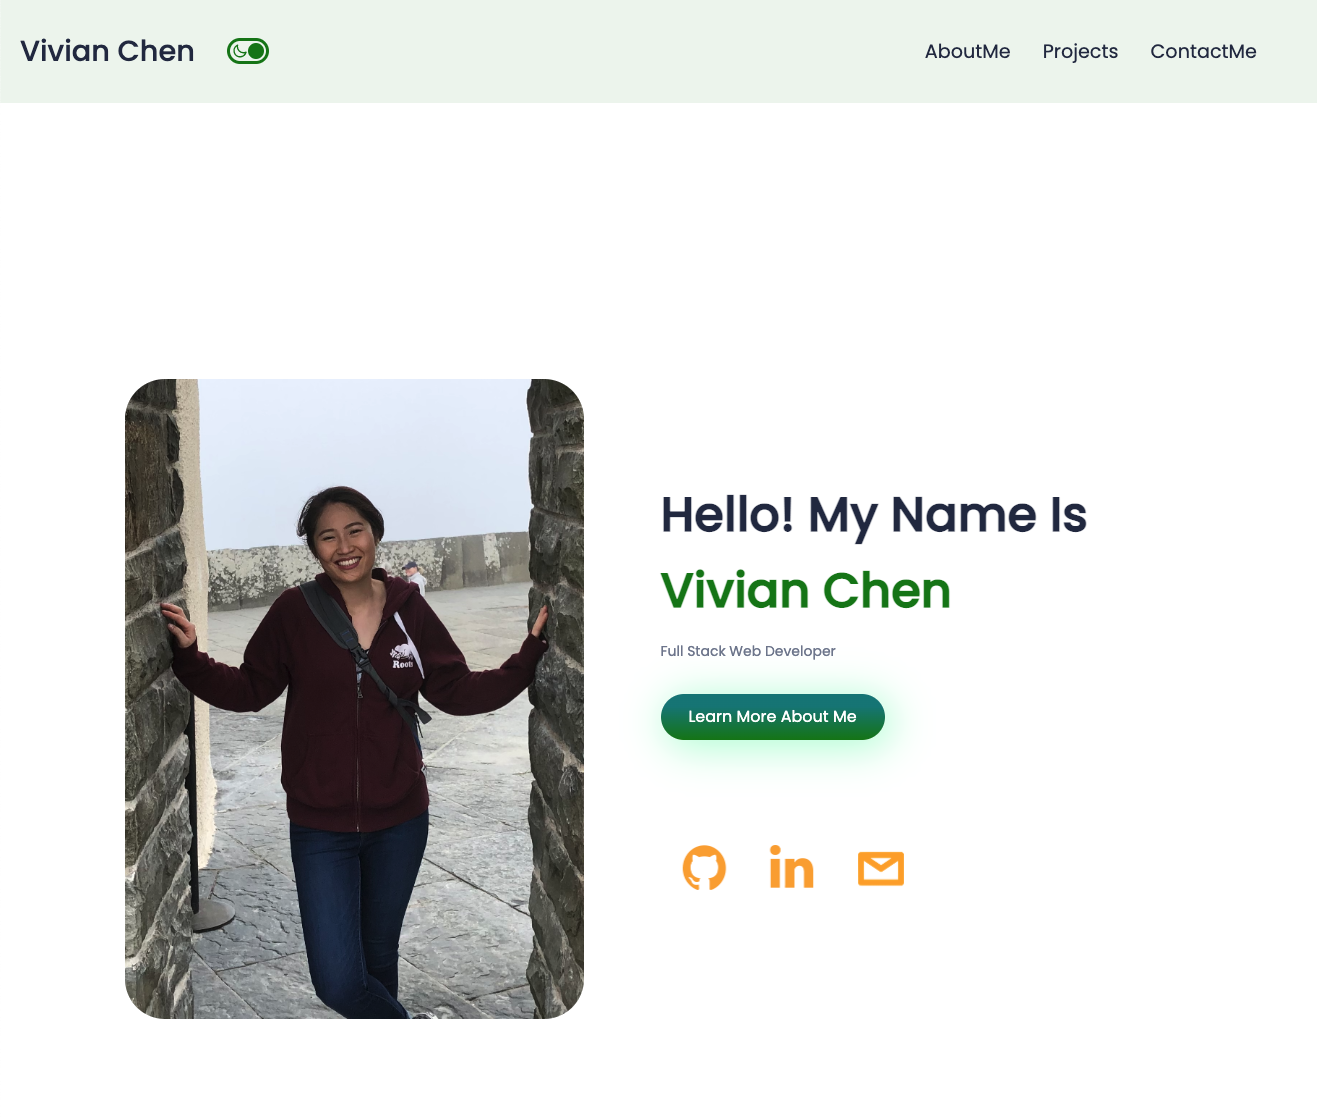 Vivian Chen
AboutMe Projects ContactMe
Roots
Hello! My Name Is
Vivian Chen
Full Stack Web Developer
Learn More About Me
in